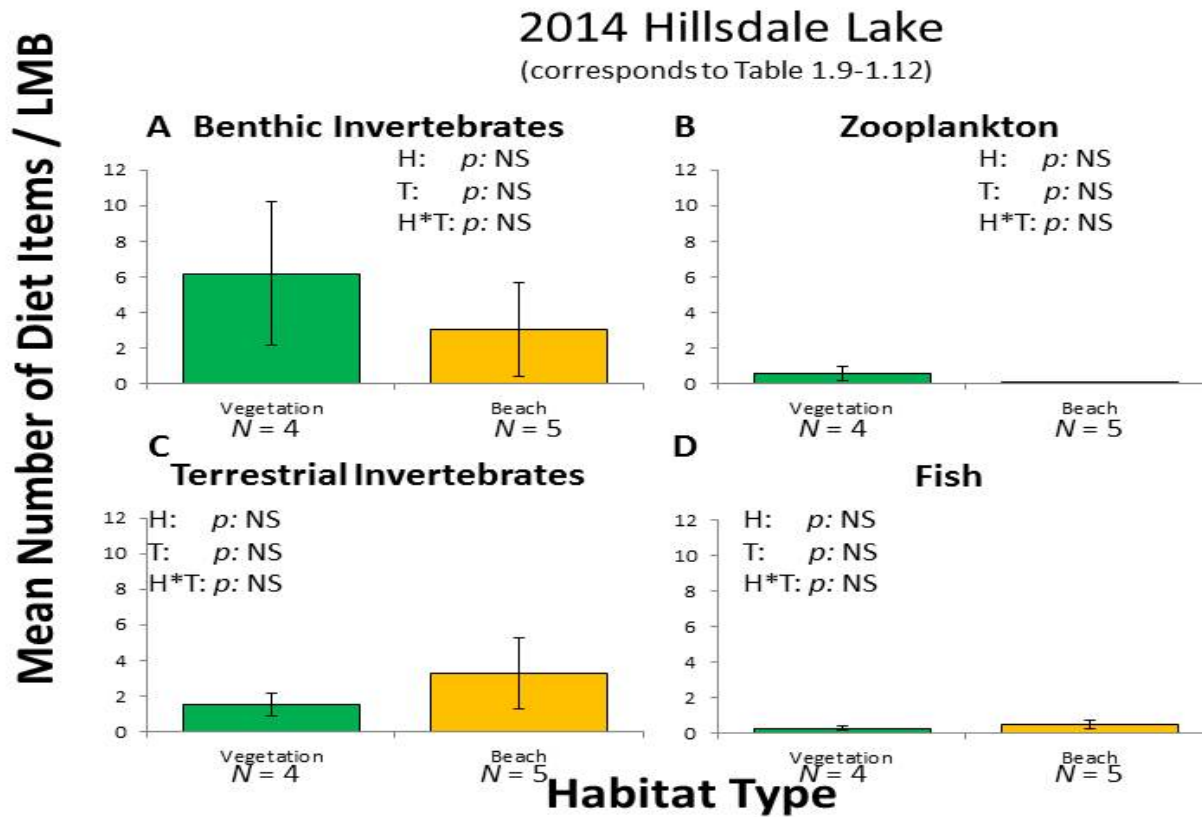 2014 Hillsdale Lake
(corresponds to Table 1.9-1.12)
Mean Number of Diet Items / LMB
A Benthic Invertebrates
H: p: NS
T: p: NS
H*T: p: NS
12
10
8
6
4
2
0
Vegetation
N = 4
Beach
N = 5
B Zooplankton
H: p: NS
T: p: NS
H*T: p: NS
12
10
8
6
4
2
0
Vegetation
N = 4
Beach
N = 5
C
Terrestrial Invertebrates
H: p: NS
T: p: NS
H*T: p: NS
12
10
8
6
4
2
0
Vegetation
N = 4
Beach
N = 5
D
Fish
H: p: NS
T: p: NS
H*T: p: NS
12
10
8
6
4
2
0
Vegetation
N = 4
Beach
N = 5
Habitat Type